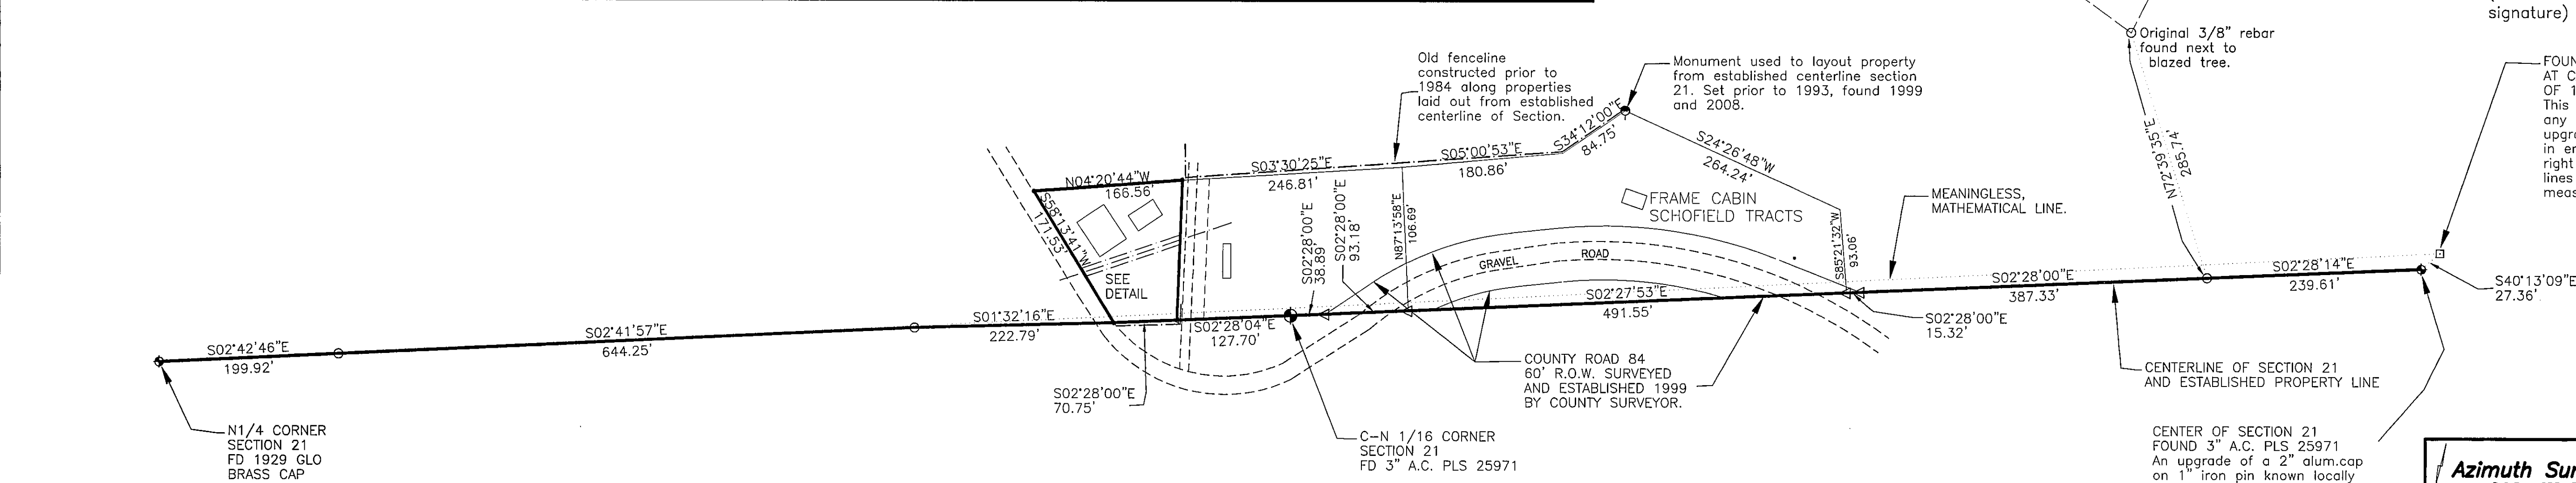 signature)
Original 3/8" rebar
found next to
blazed tree.
Old fenceline
constructed prior to
1984 along properties
laid out from established
centerline of Section.
Monument used to layout property
from established centerline section
21. Set prior to 1993, found 1999
and 2008.
AT C
OF 1
This
any
in er
right
lines
S34°12'00"E
84.75'
S05°00'53"E
180.86'
S03°30'25"E
246.81'
N04°20'44"W
166.56'
S58°13'41"W
171.53'
SEE
DETAIL
S24°26'48"W
264.24'
FRAME CABIN
SCHOFIELD TRACTS
MEANINGLESS,
MATHEMATICAL LINE.
N72°39'35"E
285.74'
S02°28'00"E
38.89'
S02°28'00"E
93.18'
N87°13'58"E
106.69'
S85°21'32"W
93.06'
GRAVEL ROAD
S02°42'46"E
199.92'
S02°41'57"E
644.25'
S01°32'16"E
222.79'
S02°28'04"E
127.70'
S02°27'53"E
491.55'
S02°28'00"E
387.33'
S02°28'14"E
239.61'
S40°13'09"E
27.36'
S02°28'00"E
15.32'
S02°28'00"E
70.75'
COUNTY ROAD 84
60' R.O.W. SURVEYED
AND ESTABLISHED 1999
BY COUNTY SURVEYOR.
CENTERLINE OF SECTION 21
AND ESTABLISHED PROPERTY LINE
N1/4 CORNER
SECTION 21
FD 1929 GLO
BRASS CAP
C-N 1/16 CORNER
SECTION 21
FD 3" A.C. PLS 25971
CENTER OF SECTION 21
FOUND 3" A.C. PLS 25971
An upgrade of a 2" alum.cap
on 1" iron pin known locally
Azimuth Sur